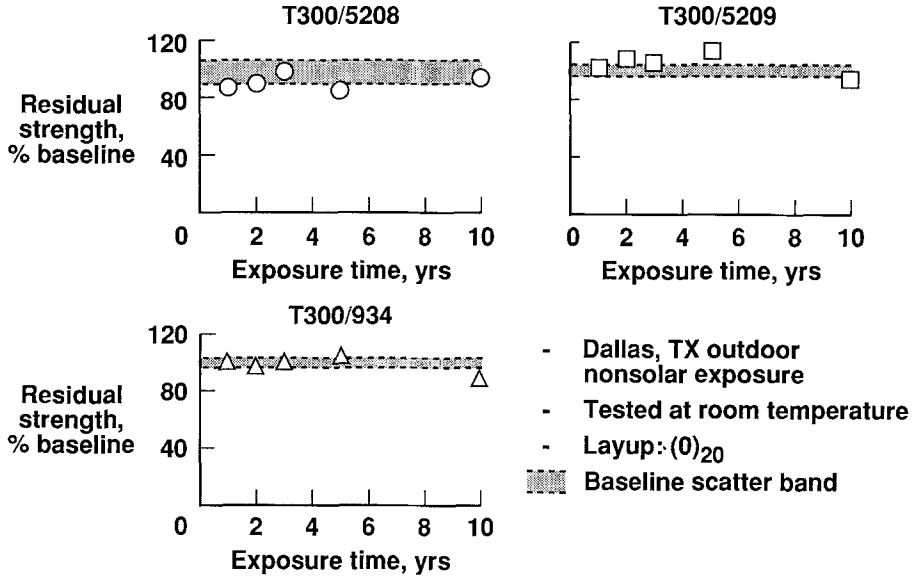 T300/5208
120
80
40
Residual
strength,
% baseline
0 2 4 6 8 10
Exposure time, yrs
T300/5209
0 2 4 6 8 10
Exposure time, yrs
T300/934
120
80
40
Residual
strength,
% baseline
0 2 4 6 8 10
Exposure time, yrs
- Dallas, TX outdoor
nonsolar exposure
- Tested at room temperature
- Layup: (0)20
Baseline scatter band